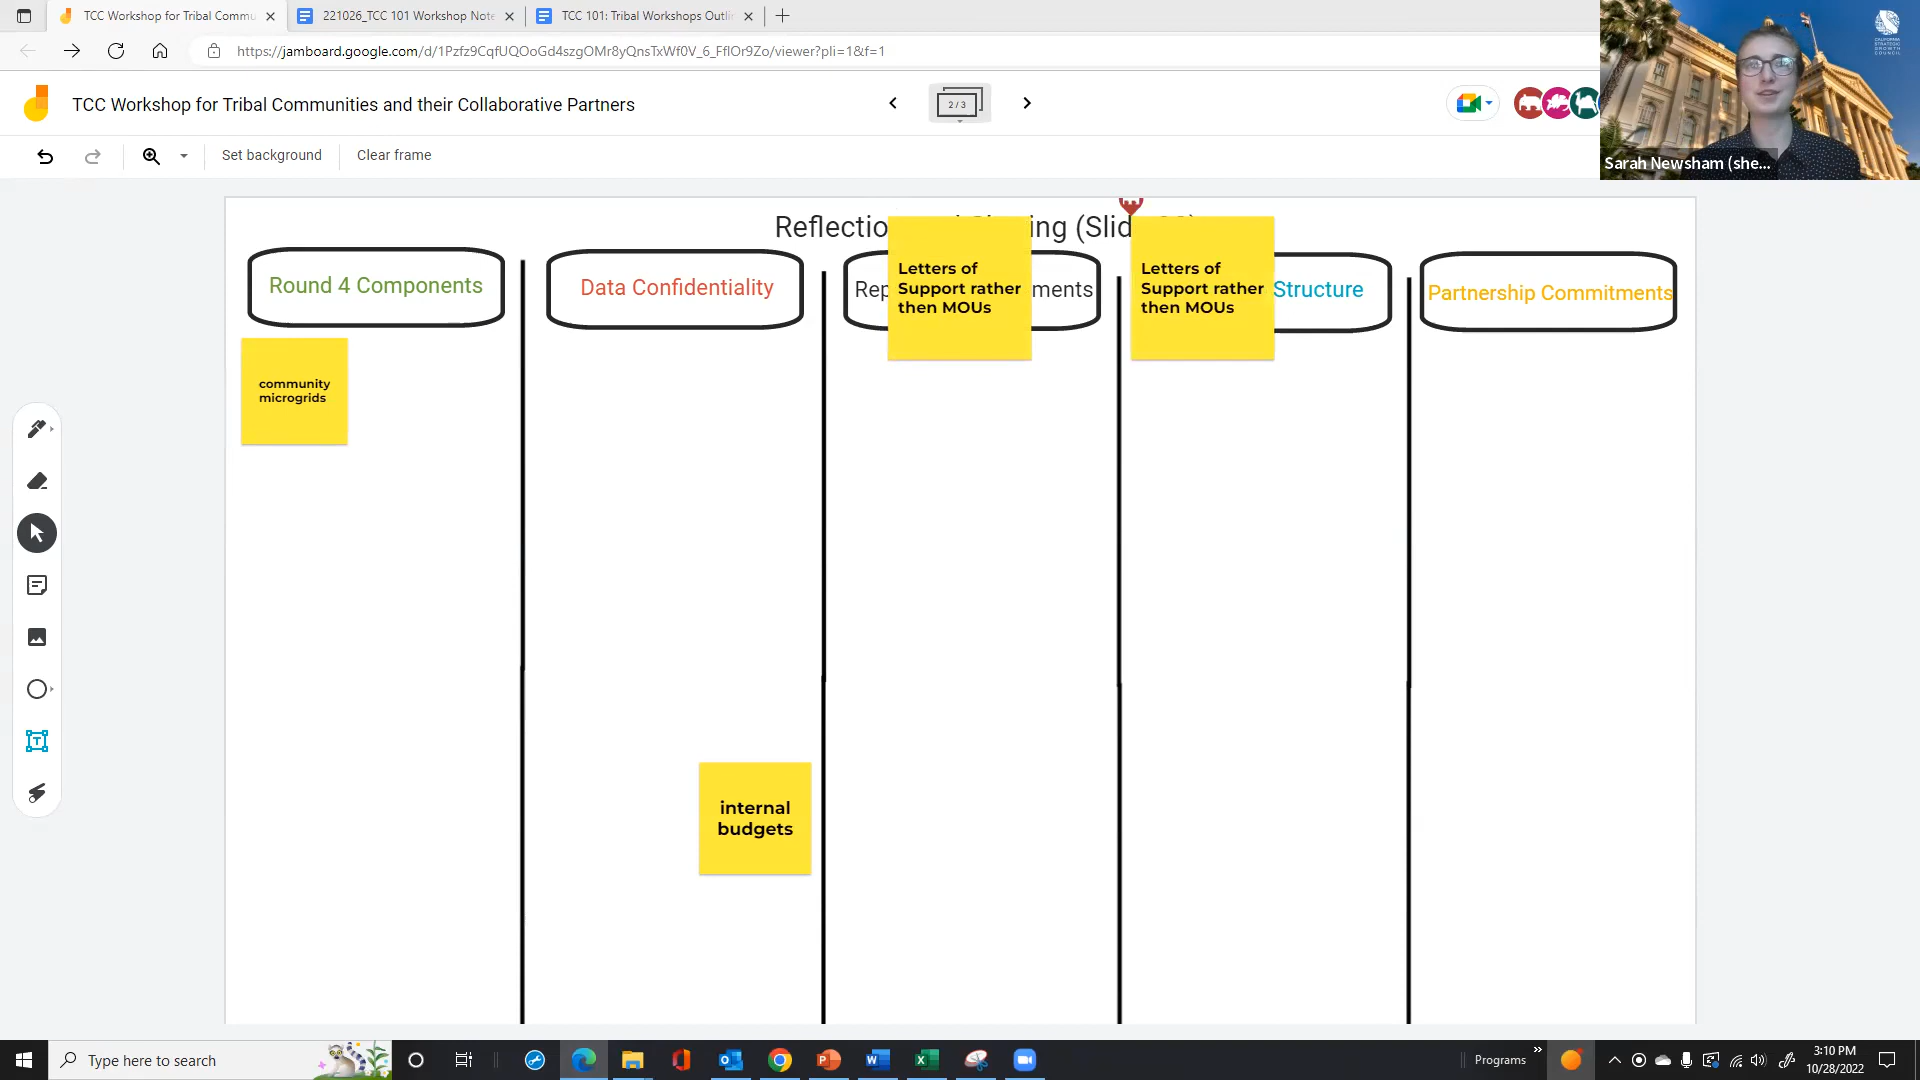 TCC Workshop for Tribal Commu
221026_TCC 101 Workshop Note
TCC 101: Tribal Workshops Outli
https://jamboard.google.com/d/1Pzfz9CqfUQOoGd4szgOMr8yQnsTxWf0V_6_FflOr9Zo/viewer?pli=1&f=1
CALIFORNIA
STRATEGIC
GROWTH
COUNCIL
TCC Workshop for Tribal Communities and their Collaborative Partners
2 / 3
Sarah Newsham (she...
Set background
Clear frame
Reflectio
ing (Slid
Round 4 Components
Data Confidentiality
Rep
ments
Structure
Partnership Commitments
Letters of
Support rather
then MOUs
Letters of
Support rather
then MOUs
community
microgrids
internal
budgets
Type here to search
Programs
3:10 PM
10/28/2022